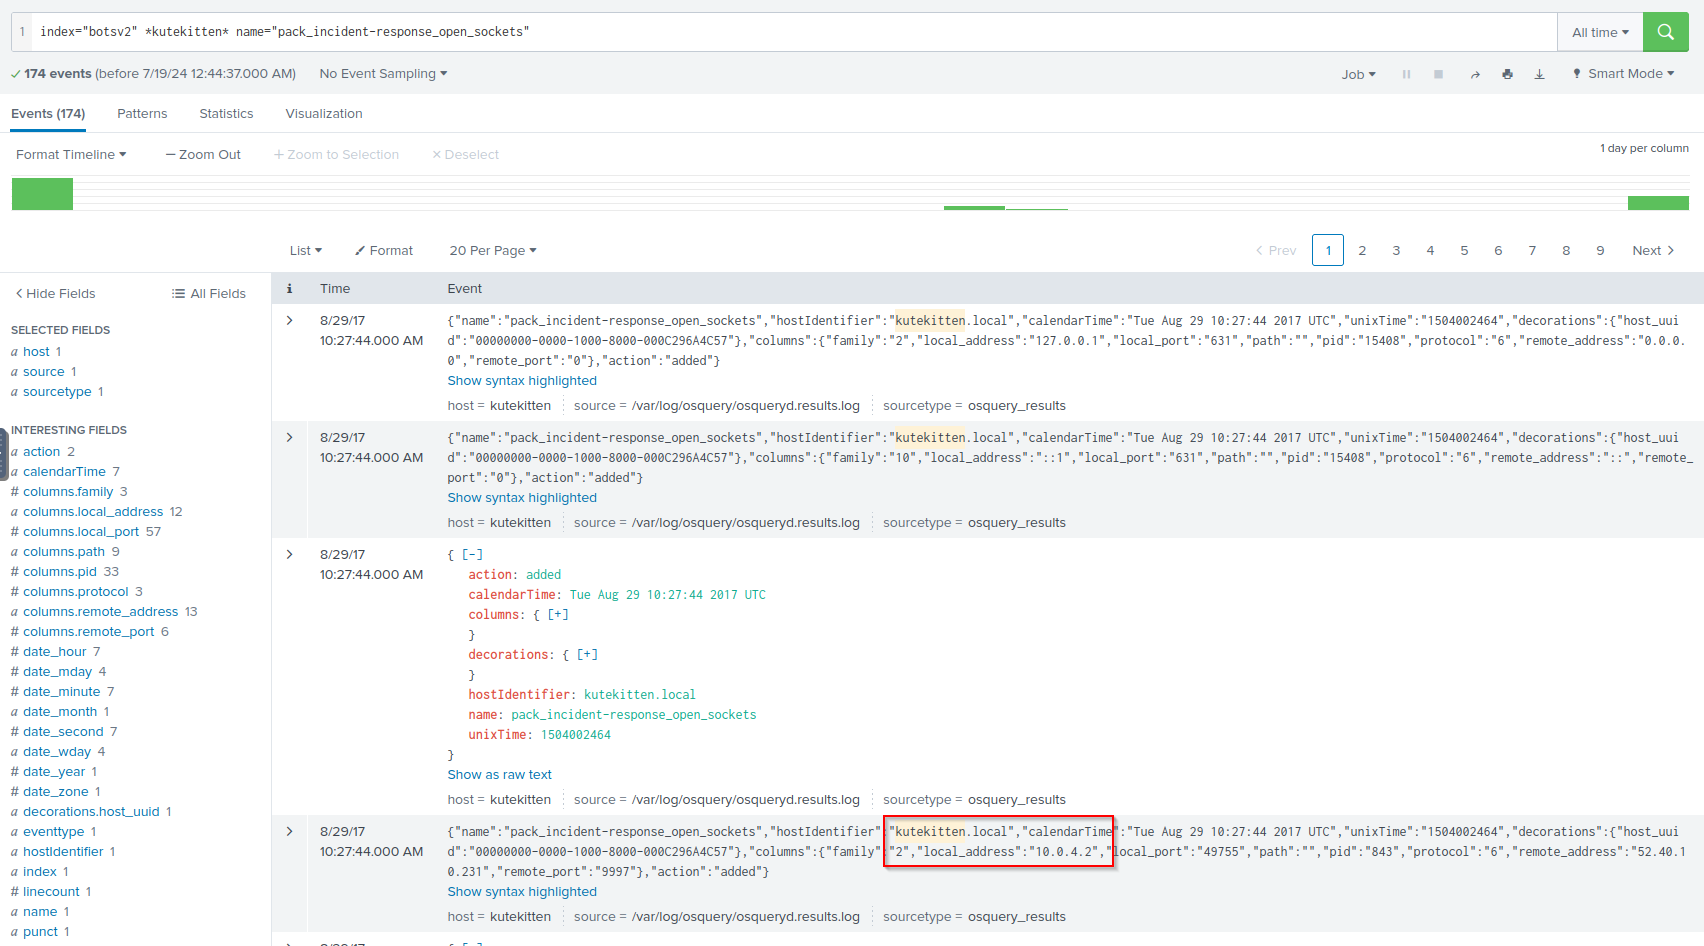 1 index="botsv2" *kutekitten* name="pack_incident-response_open_sockets"
All time
174 events (before 7/19/24 12:44:37.000 AM) No Event Sampling
Job Smart Mode
Events (174) Patterns Statistics Visualization
Format Timeline — Zoom Out + Zoom to Selection × Deselect
1 day per column
List Format 20 Per Page
< Prev 1 2 3 4 5 6 7 8 9 Next >
< Hide Fields All Fields
i Time Event
SELECTED FIELDS
a host 1
a source 1
a sourcetype 1
INTERESTING FIELDS
a action 2
a calendarTime 7
# columns.family 3
a columns.local_address 12
# columns.local_port 57
a columns.path 9
# columns.pid 33
# columns.protocol 3
a columns.remote_address 13
# columns.remote_port 6
# date_hour 7
# date_mday 4
# date_minute 7
a date_month 1
# date_second 7
a date_wday 4
# date_year 1
# date_zone 1
a decorations.host_uuid 1
a eventtype 1
a hostIdentifier 1
a index 1
# linecount 1
a name 1
a punct 1
> 8/29/17
10:27:44.000 AM
{"name":"pack_incident-response_open_sockets","hostIdentifier":"kutekitten.local","calendarTime":"Tue Aug 29 10:27:44 2017 UTC","unixTime":"1504002464","decorations":{"host_uui
d":"00000000-0000-1000-8000-000C296A4C57"},"columns":{"family":"2","local_address":"127.0.0.1","local_port":"631","path":"","pid":"15408","protocol":"6","remote_address":"0.0.0.
0","remote_port":"0"},"action":"added"}
Show syntax highlighted
host = kutekitten source = /var/log/osquery/osqueryd.results.log sourcetype = osquery_results
> 8/29/17
10:27:44.000 AM
{"name":"pack_incident-response_open_sockets","hostIdentifier":"kutekitten.local","calendarTime":"Tue Aug 29 10:27:44 2017 UTC","unixTime":"1504002464","decorations":{"host_uui
d":"00000000-0000-1000-8000-000C296A4C57"},"columns":{"family":"10","local_address":"::1","local_port":"631","path":"","pid":"15408","protocol":"6","remote_address":"::","remote_
port":"0"},"action":"added"}
Show syntax highlighted
host = kutekitten source = /var/log/osquery/osqueryd.results.log sourcetype = osquery_results
> 8/29/17
10:27:44.000 AM
{ [-]
action: added
calendarTime: Tue Aug 29 10:27:44 2017 UTC
columns: { [+]
}
decorations: { [+]
}
hostIdentifier: kutekitten.local
name: pack_incident-response_open_sockets
unixTime: 1504002464
}
Show as raw text
host = kutekitten source = /var/log/osquery/osqueryd.results.log sourcetype = osquery_results
> 8/29/17
10:27:44.000 AM
{"name":"pack_incident-response_open_sockets","hostIdentifier":"kutekitten.local","calendarTime":"Tue Aug 29 10:27:44 2017 UTC","unixTime":"1504002464","decorations":{"host_uui
d":"00000000-0000-1000-8000-000C296A4C57"},"columns":{"family":"2","local_address":"10.0.4.2","local_port":"49755","path":"","pid":"843","protocol":"6","remote_address":"52.40.1
0.231","remote_port":"9997"},"action":"added"}
Show syntax highlighted
host = kutekitten source = /var/log/osquery/osqueryd.results.log sourcetype = osquery_results